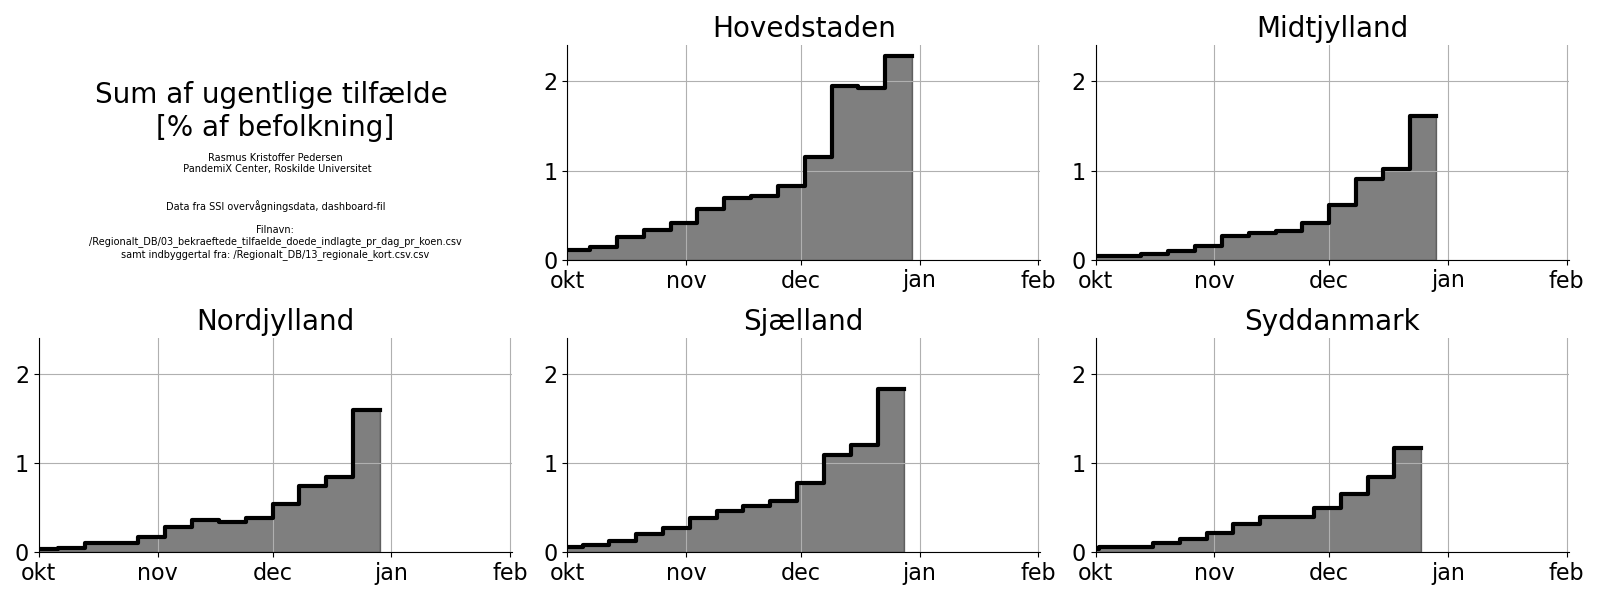 Sum af ugentlige tilfælde
[% af befolkning]
Rasmus Kristoffer Pedersen
PandemiX Center, Roskilde Universitet
Data fra SSI overvågningsdata, dashboard-fil
Filnavn:
/Regionalt_DB/03_bekraeftede_tilfaelde_doede_indlagte_pr_dag_pr_koen.csv
samt indbyggertal fra: /Regionalt_DB/13_regionale_kort.csv.csv
Hovedstaden
2
1
0
okt nov dec jan feb
Midtjylland
2
1
0
okt nov dec jan feb
Nordjylland
2
1
0
okt nov dec jan feb
Sjælland
2
1
0
okt nov dec jan feb
Syddanmark
2
1
0
okt nov dec jan feb